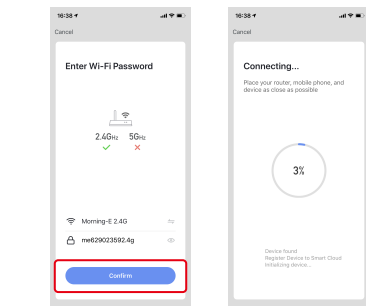 16:38
Cancel
Enter Wi-Fi Password
2.4GHz 5GHz
Morning-E 2.4G
me629023592.4g
Confirm
16:38
Cancel
Connecting...
Place your router, mobile phone, and
device as close as possible
3%
Device found
Register Device to Smart Cloud
Initializing device...